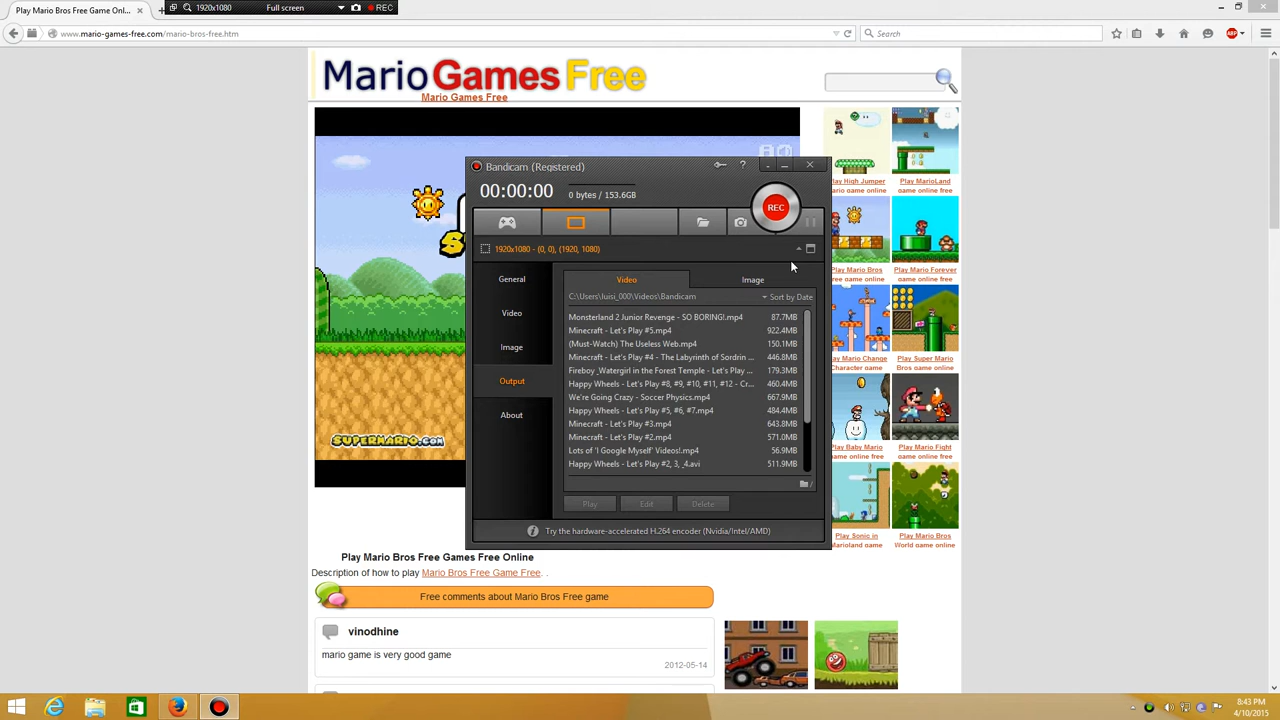 Play Mario Bros Free Game Onl...
1920x1080
Full screen
REC
www.mario-games-free.com/mario-bros-free.htm
Search
ABP
MarioGamesFree
Mario Games Free
Bandicam (Registered)
00:00:00
0 bytes / 153.6GB
REC
1920x1080 - (0, 0), (1920, 1080)
General
Video
Image
Output
About
Video
Image
C:\Users\luisi_000\Videos\Bandicam
Sort by Date
Monsterland 2 Junior Revenge - SO BORING!.mp4 87.7MB
Minecraft - Let's Play #5.mp4 922.4MB
(Must-Watch) The Useless Web.mp4 150.1MB
Minecraft - Let's Play #4 - The Labyrinth of Sordrin ... 446.8MB
Fireboy_Watergirl in the Forest Temple - Let's Play ... 179.3MB
Happy Wheels - Let's Play #8, #9, #10, #11, #12 - Cr... 460.4MB
We're Going Crazy - Soccer Physics.mp4 667.9MB
Happy Wheels - Let's Play #5, #6, #7.mp4 484.4MB
Minecraft - Let's Play #3.mp4 643.8MB
Minecraft - Let's Play #2.mp4 571.0MB
Lots of 'I Google Myself' Videos!.mp4 56.9MB
Happy Wheels - Let's Play #2, 3, _4.avi 511.9MB
Play
Edit
Delete
Try the hardware-accelerated H.264 encoder (Nvidia/Intel/AMD)
SUPERMARIO.COM
lay High Jumper
ario game online
Play MarioLand
online free
Play Mario Bros
ame online free
Play Mario Forever
game online free
lay Mario Change
Character game
Play Super Mario
Bros game online
Play Baby Mario
ame online free
Play Mario Fight
game online free
Play Sonic in
Marioland game
Play Mario Bros
World game online
Play Mario Bros Free Games Free Online
Description of how to play Mario Bros Free Game Free. .
Free comments about Mario Bros Free game
vinodhine
mario game is very good game
2012-05-14
8:43 PM
4/10/2015